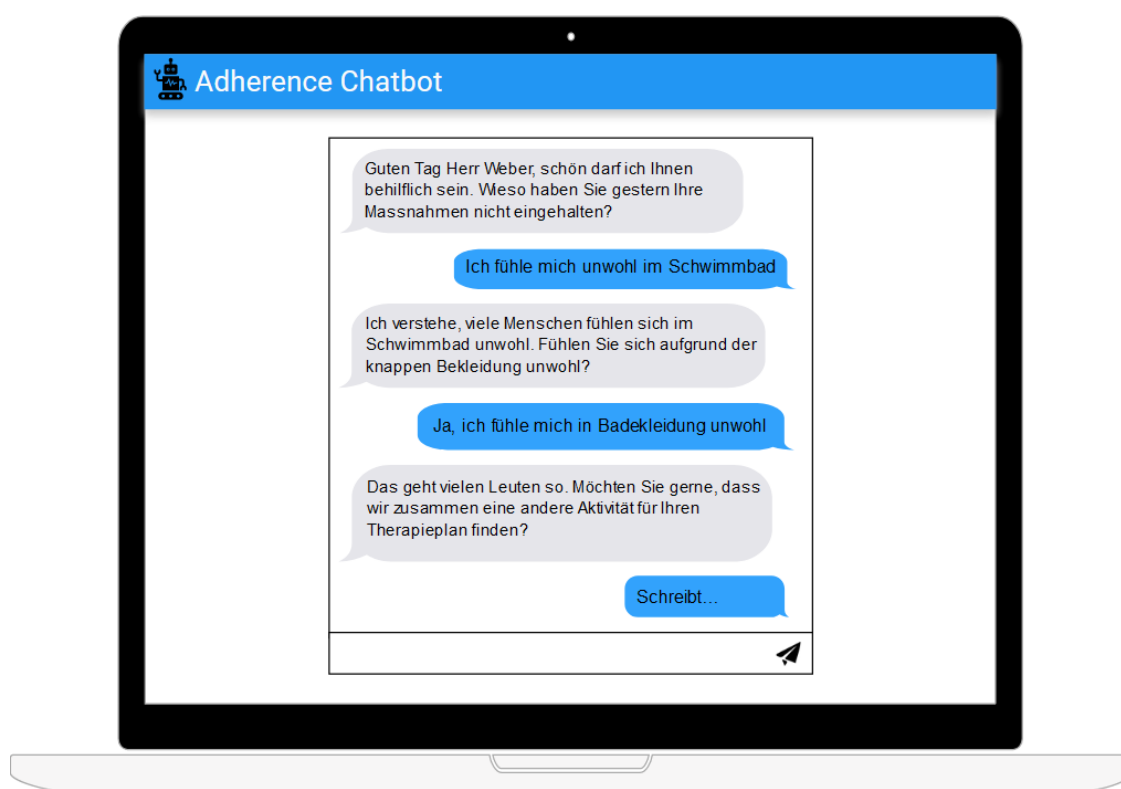 Adherence Chatbot
Guten Tag Herr Weber, schön darf ich Ihnen
behilflich sein. Wieso haben Sie gestern Ihre
Massnahmen nicht eingehalten?
Ich fühle mich unwohl im Schwimmbad
Ich verstehe, viele Menschen fühlen sich im
Schwimmbad unwohl. Fühlen Sie sich aufgrund der
knappen Bekleidung unwohl?
Ja, ich fühle mich in Badekleidung unwohl
Das geht vielen Leuten so. Möchten Sie gerne, dass
wir zusammen eine andere Aktivität für Ihren
Therapieplan finden?
Schreibt...